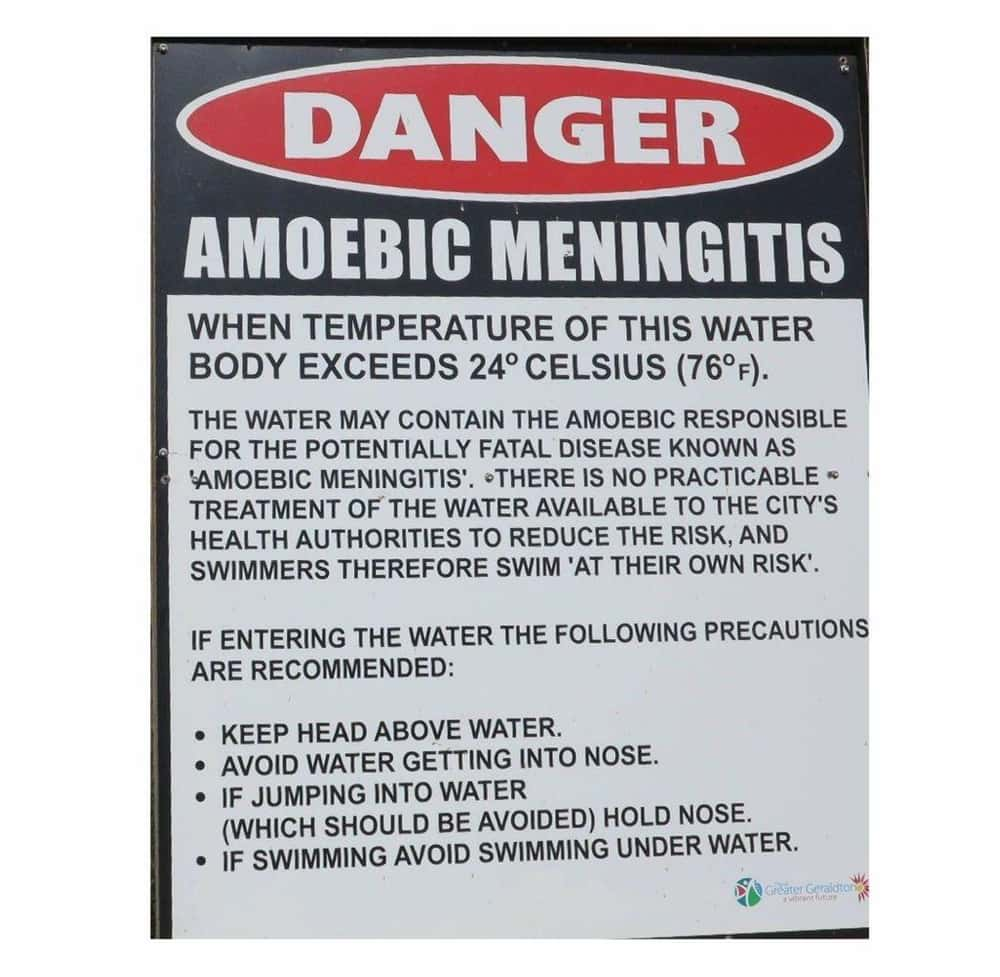 DANGER
AMOEBIC MENINGITIS
WHEN TEMPERATURE OF THIS WATER
BODY EXCEEDS 24º CELSIUS (76ºF).
THE WATER MAY CONTAIN THE AMOEBIC RESPONSIBLE
FOR THE POTENTIALLY FATAL DISEASE KNOWN AS
'AMOEBIC MENINGITIS'. THERE IS NO PRACTICABLE
TREATMENT OF THE WATER AVAILABLE TO THE CITY'S
HEALTH AUTHORITIES TO REDUCE THE RISK, AND
SWIMMERS THEREFORE SWIM 'AT THEIR OWN RISK'.
IF ENTERING THE WATER THE FOLLOWING PRECAUTIONS
ARE RECOMMENDED:
• KEEP HEAD ABOVE WATER.
• AVOID WATER GETTING INTO NOSE.
• IF JUMPING INTO WATER
(WHICH SHOULD BE AVOIDED) HOLD NOSE.
• IF SWIMMING AVOID SWIMMING UNDER WATER.
Greater Geraldton
a vibrant future